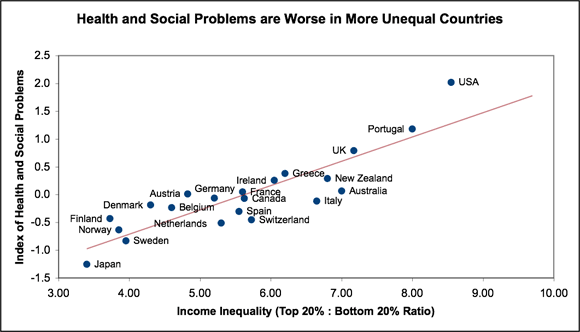 Health and Social Problems are Worse in More Unequal Countries
Index of Health and Social Problems
2.5
2.0
1.5
1.0
0.5
0.0
-0.5
-1.0
-1.5
USA
Portugal
UK
Greece
Ireland
New Zealand
France
Germany
Australia
Austria
Canada
Italy
Denmark
Belgium
Spain
Finland
Switzerland
Netherlands
Norway
Sweden
Japan
3.00 4.00 5.00 6.00 7.00 8.00 9.00 10.00
Income Inequality (Top 20% : Bottom 20% Ratio)